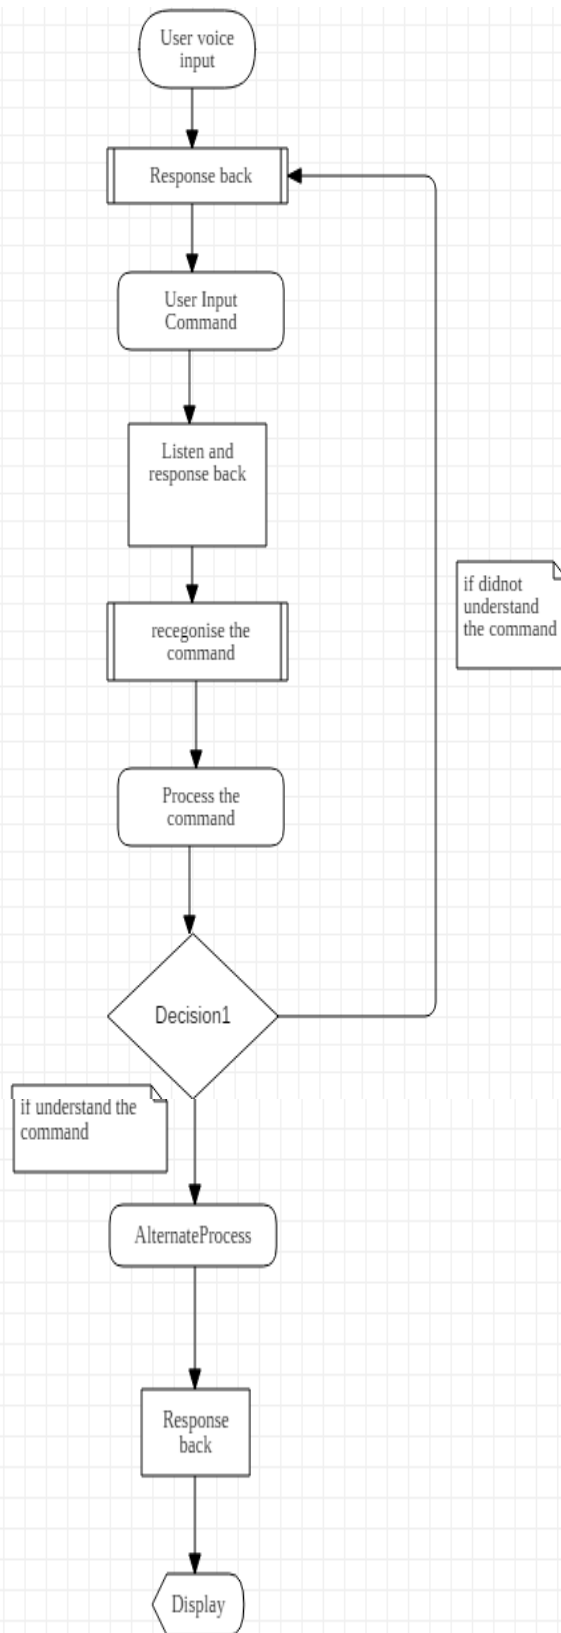 User voice
input
Response back
User Input
Command
Listen and
response back
if didnot
understand
the command
recegonise the
command
Process the
command
Decision1
if understand the
command
AlternateProcess
Response
back
Display